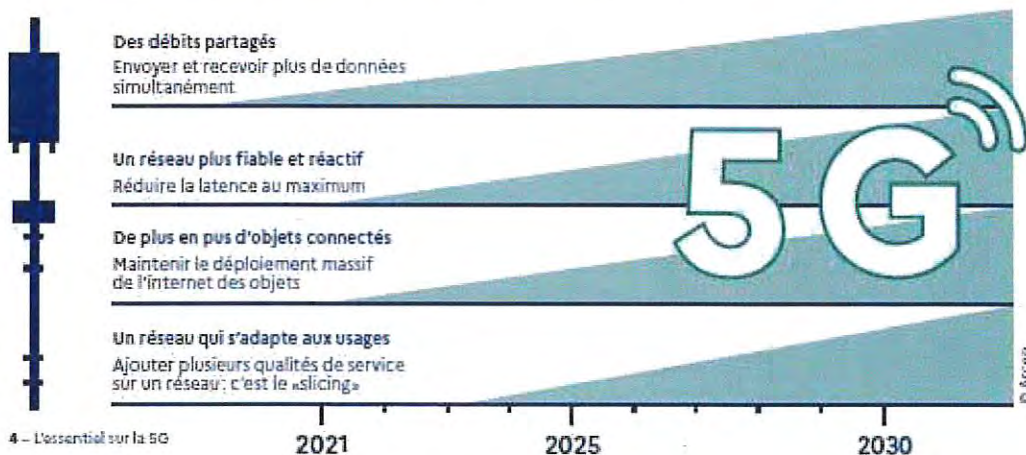 Des débits partagés
Envoyer et recevoir plus de données
simultanément
Un réseau plus fiable et réactif
Réduire la latence au maximum
De plus en pus d'objets connectés
Maintenir le déploiement massif
de l'internet des objets
Un réseau qui s'adapte aux usages
Ajouter plusieurs qualités de service
sur un réseau : c'est le «slicing»
5G
© Arcep
4 – L'essentiel sur la 5G
2021 2025 2030